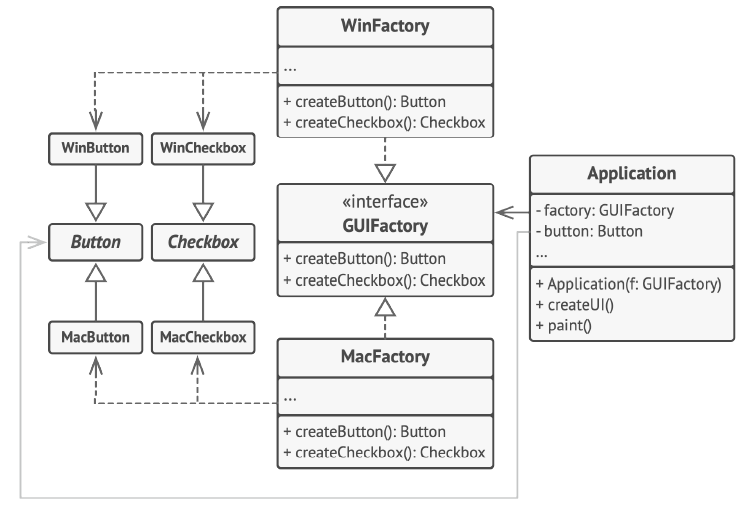 WinFactory
...
+ createButton(): Button
+ createCheckbox(): Checkbox
WinButton
WinCheckbox
Button
Checkbox
MacButton
MacCheckbox
«interface»
GUIFactory
+ createButton(): Button
+ createCheckbox(): Checkbox
Application
- factory: GUIFactory
- button: Button
...
+ Application(f: GUIFactory)
+ createUI()
+ paint()
MacFactory
...
+ createButton(): Button
+ createCheckbox(): Checkbox